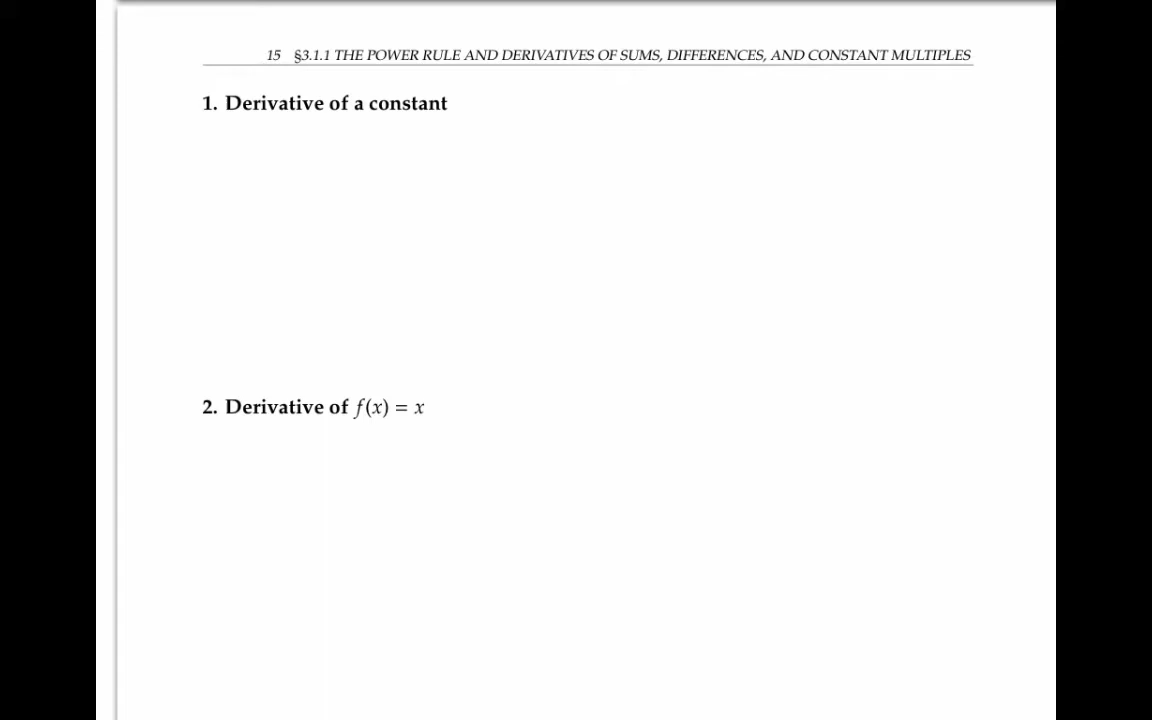 15 §3.1.1 THE POWER RULE AND DERIVATIVES OF SUMS, DIFFERENCES, AND CONSTANT MULTIPLES
1. Derivative of a constant
2. Derivative of f(x) = x